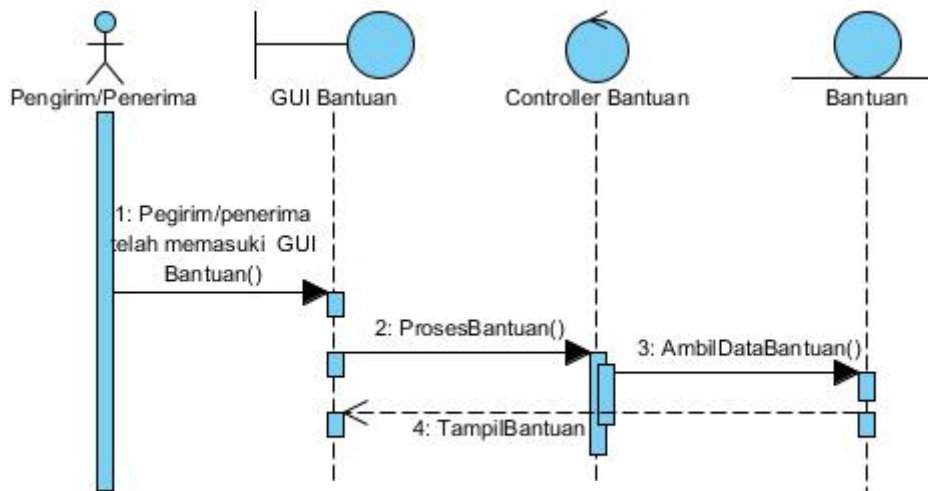 Pengirim/Penerima
GUI Bantuan
Controller Bantuan
Bantuan
1: Pegirim/penerima
telah memasuki GUI
Bantuan()
2: ProsesBantuan()
3: AmbilDataBantuan()
4: TampilBantuan